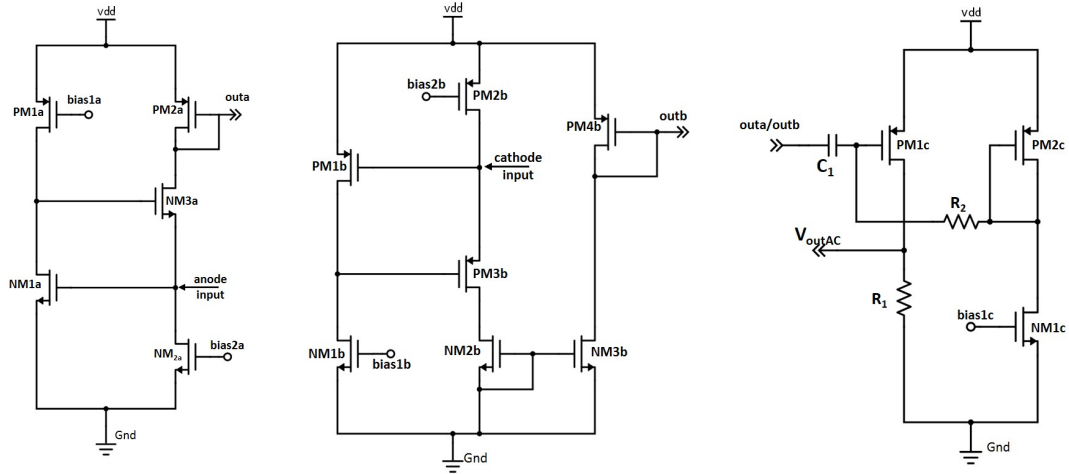 vdd
PM1a
bias1a
PM2a
outa
NM3a
NM1a
anode
input
NM2a
bias2a
Gnd
vdd
bias2b
PM2b
PM4b
outb
PM1b
cathode
input
PM3b
NM1b
bias1b
NM2b
NM3b
Gnd
vdd
outa/outb
C1
PM1c
PM2c
R2
VoutAC
R1
bias1c
NM1c
Gnd